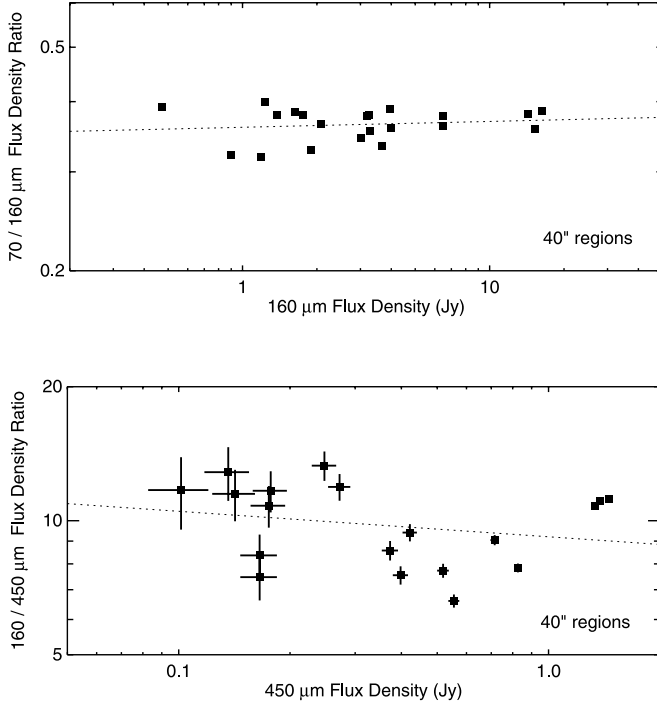 0.5
70 / 160 μm Flux Density Ratio
40" regions
0.2
1
10
160 μm Flux Density (Jy)
20
160 / 450 μm Flux Density Ratio
10
40" regions
5
0.1
1.0
450 μm Flux Density (Jy)